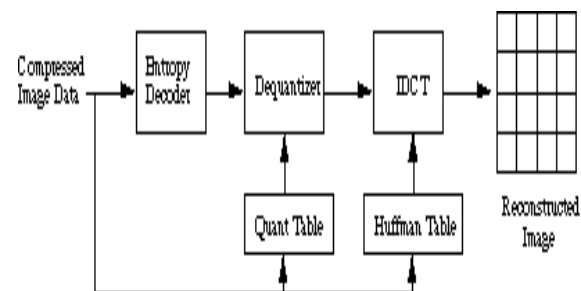 Compressed
Image Data
Entropy
Decoder
Dequantizer
IDCT
Quant Table
Huffman Table
Reconstructed
Image